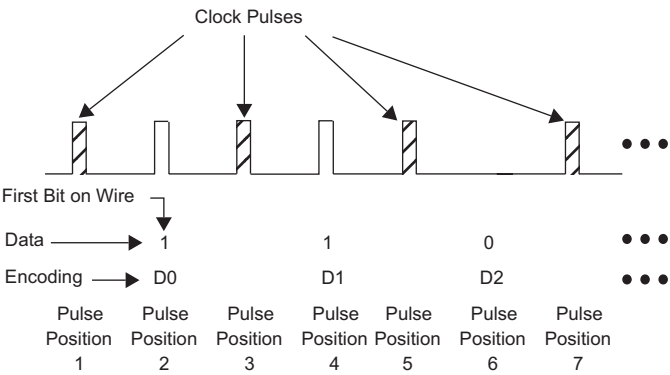 Clock Pulses
First Bit on Wire
Data 1 1 0
Encoding D0 D1 D2
Pulse Pulse Pulse Pulse Pulse Pulse Pulse
Position Position Position Position Position Position Position
1 2 3 4 5 6 7